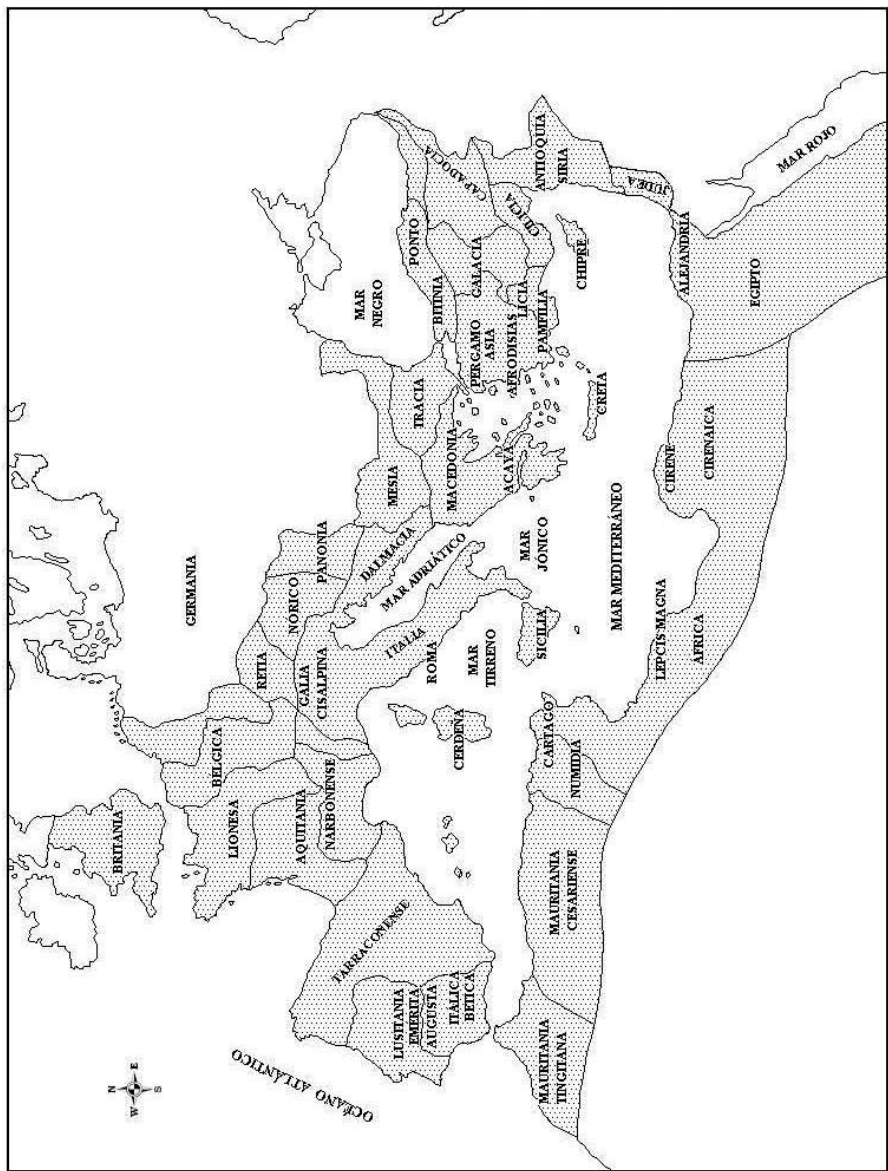 N
W
E
S
OCÉANO ATLÁNTICO
BRITANIA
GERMANIA
BELGICA
LIONESA
AQUITANIA
NARBONENSE
RETIA
NÓRICO
PANONIA
GALIA
CISALPINA
ITALIA
ROMA
DALMACIA
MAR ADRIÁTICO
MESIA
TRACIA
MACEDONIA
ACAYA
MAR
NEGRO
PONTO
BITINIA
CAPADOCIA
GALACIA
PERGAMO
ASIA
AFRODISIAS
LICIA
PAMFILIA
CILICIA
ANTIOQUIA
SIRIA
JUDEA
CHIPRE
CRETA
TARRACONENSE
LUSITANIA
EMERITA
AUGUSTA
ITALICA
BETICA
CERDEÑA
MAR
TIRRENO
SICILIA
MAR
JÓNICO
MAR MEDITERRÁNEO
MAURITANIA
TINGITANA
MAURITANIA
CESARIENSE
NUMIDIA
CARTAGO
LEPCIS MAGNA
AFRICA
CIRENE
CIRENAICA
ALEJANDRIA
EGIPTO
MAR ROJO